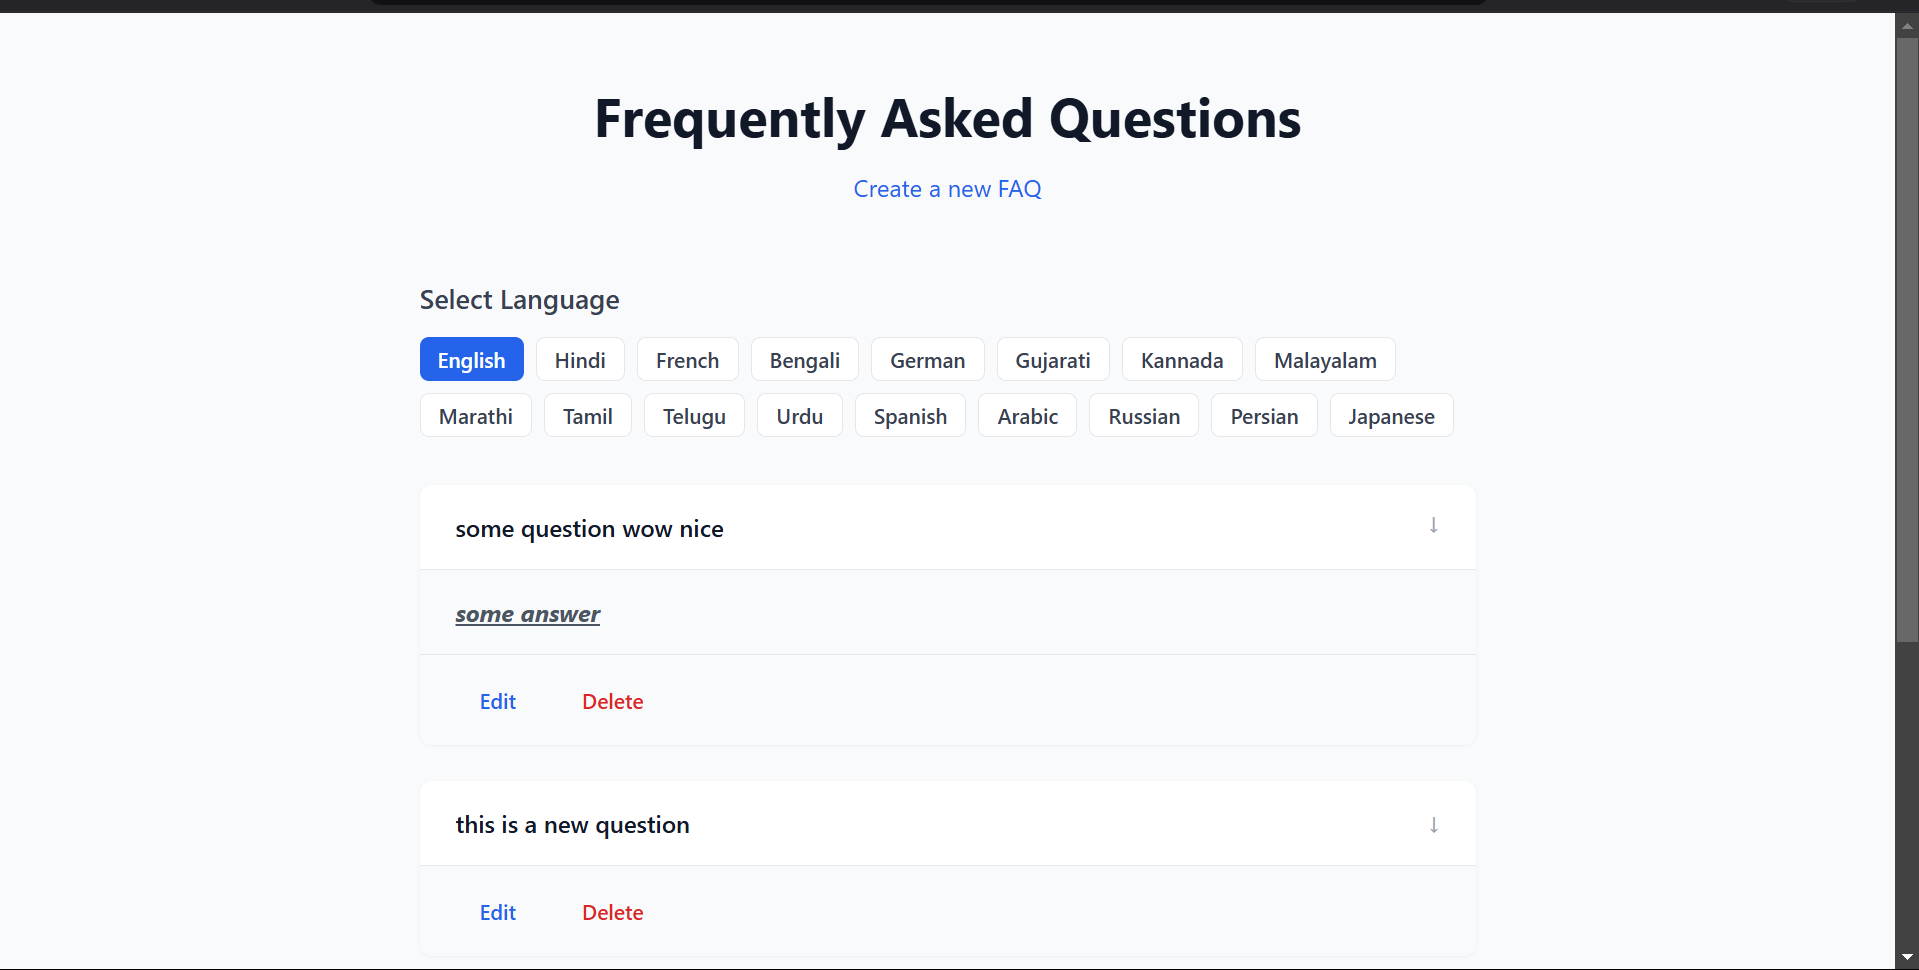 Frequently Asked Questions
Create a new FAQ
Select Language
English Hindi French Bengali German Gujarati Kannada Malayalam
Marathi Tamil Telugu Urdu Spanish Arabic Russian Persian Japanese
some question wow nice ↓
some answer
Edit Delete
this is a new question ↓
Edit Delete